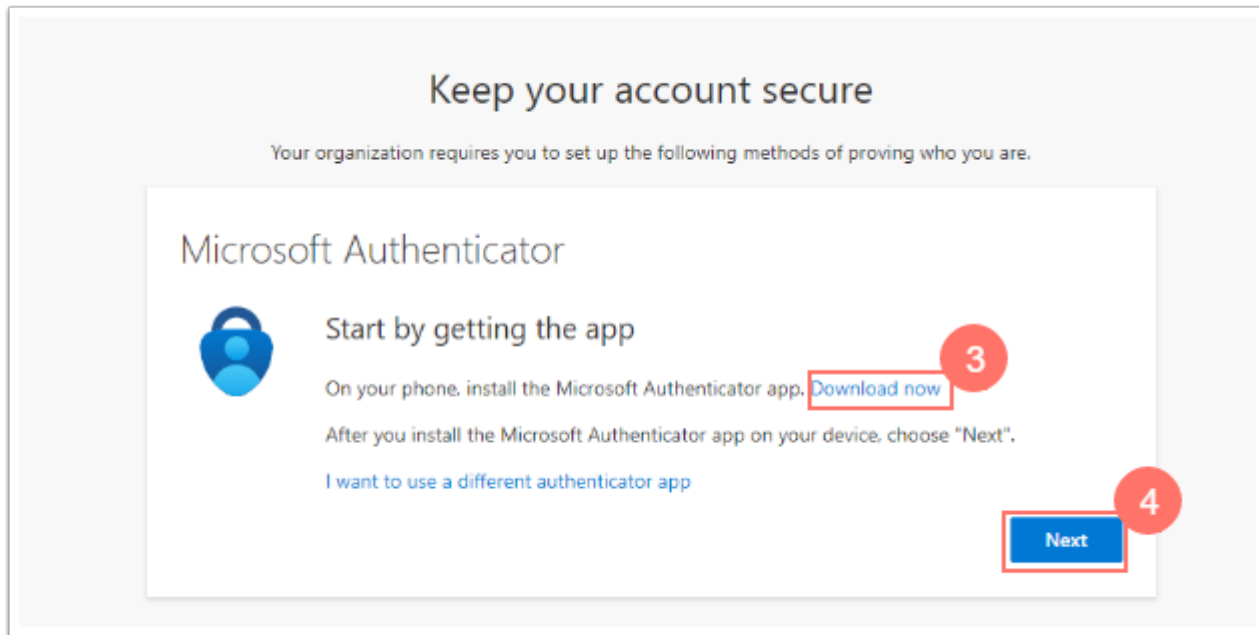 Keep your account secure
Your organization requires you to set up the following methods of proving who you are.
Microsoft Authenticator
Start by getting the app
3
On your phone, install the Microsoft Authenticator app. Download now
After you install the Microsoft Authenticator app on your device, choose "Next".
I want to use a different authenticator app
4
Next